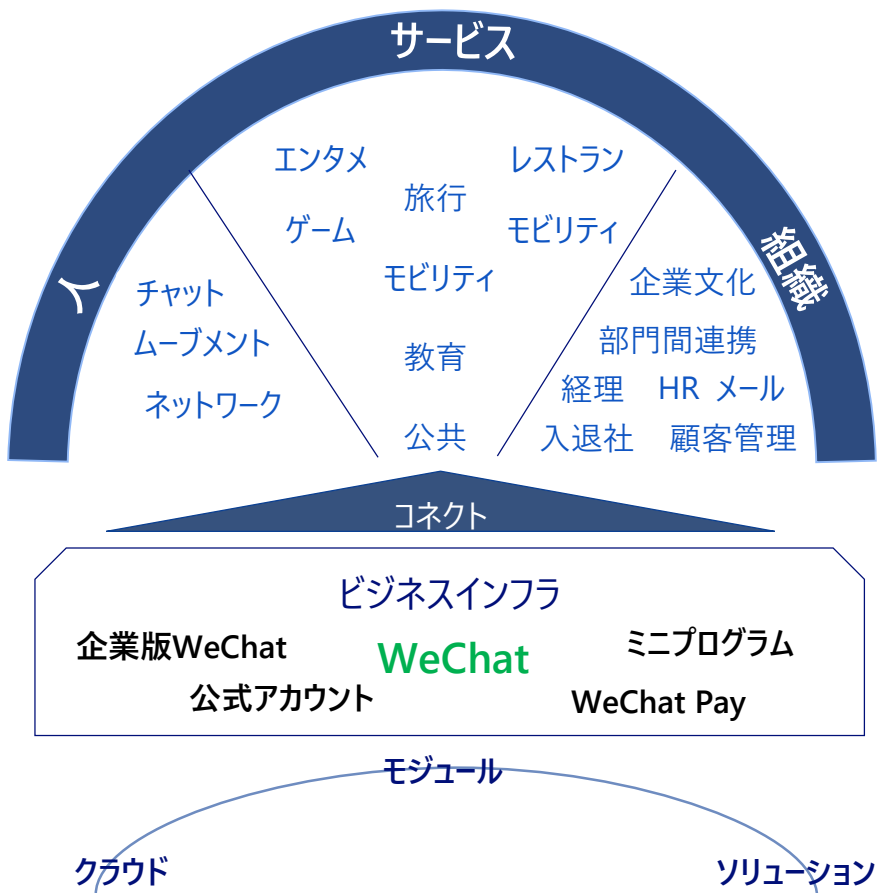 サービス
人
組織
エンタメ
旅行
レストラン
ゲーム
モビリティ
モビリティ
教育
公共
チャット
ムーブメント
ネットワーク
企業文化
部門間連携
経理 HR メール
入退社 顧客管理
コネクト
ビジネスインフラ
企業版WeChat
WeChat
ミニプログラム
公式アカウント
WeChat Pay
モジュール
クラウド
ソリューション